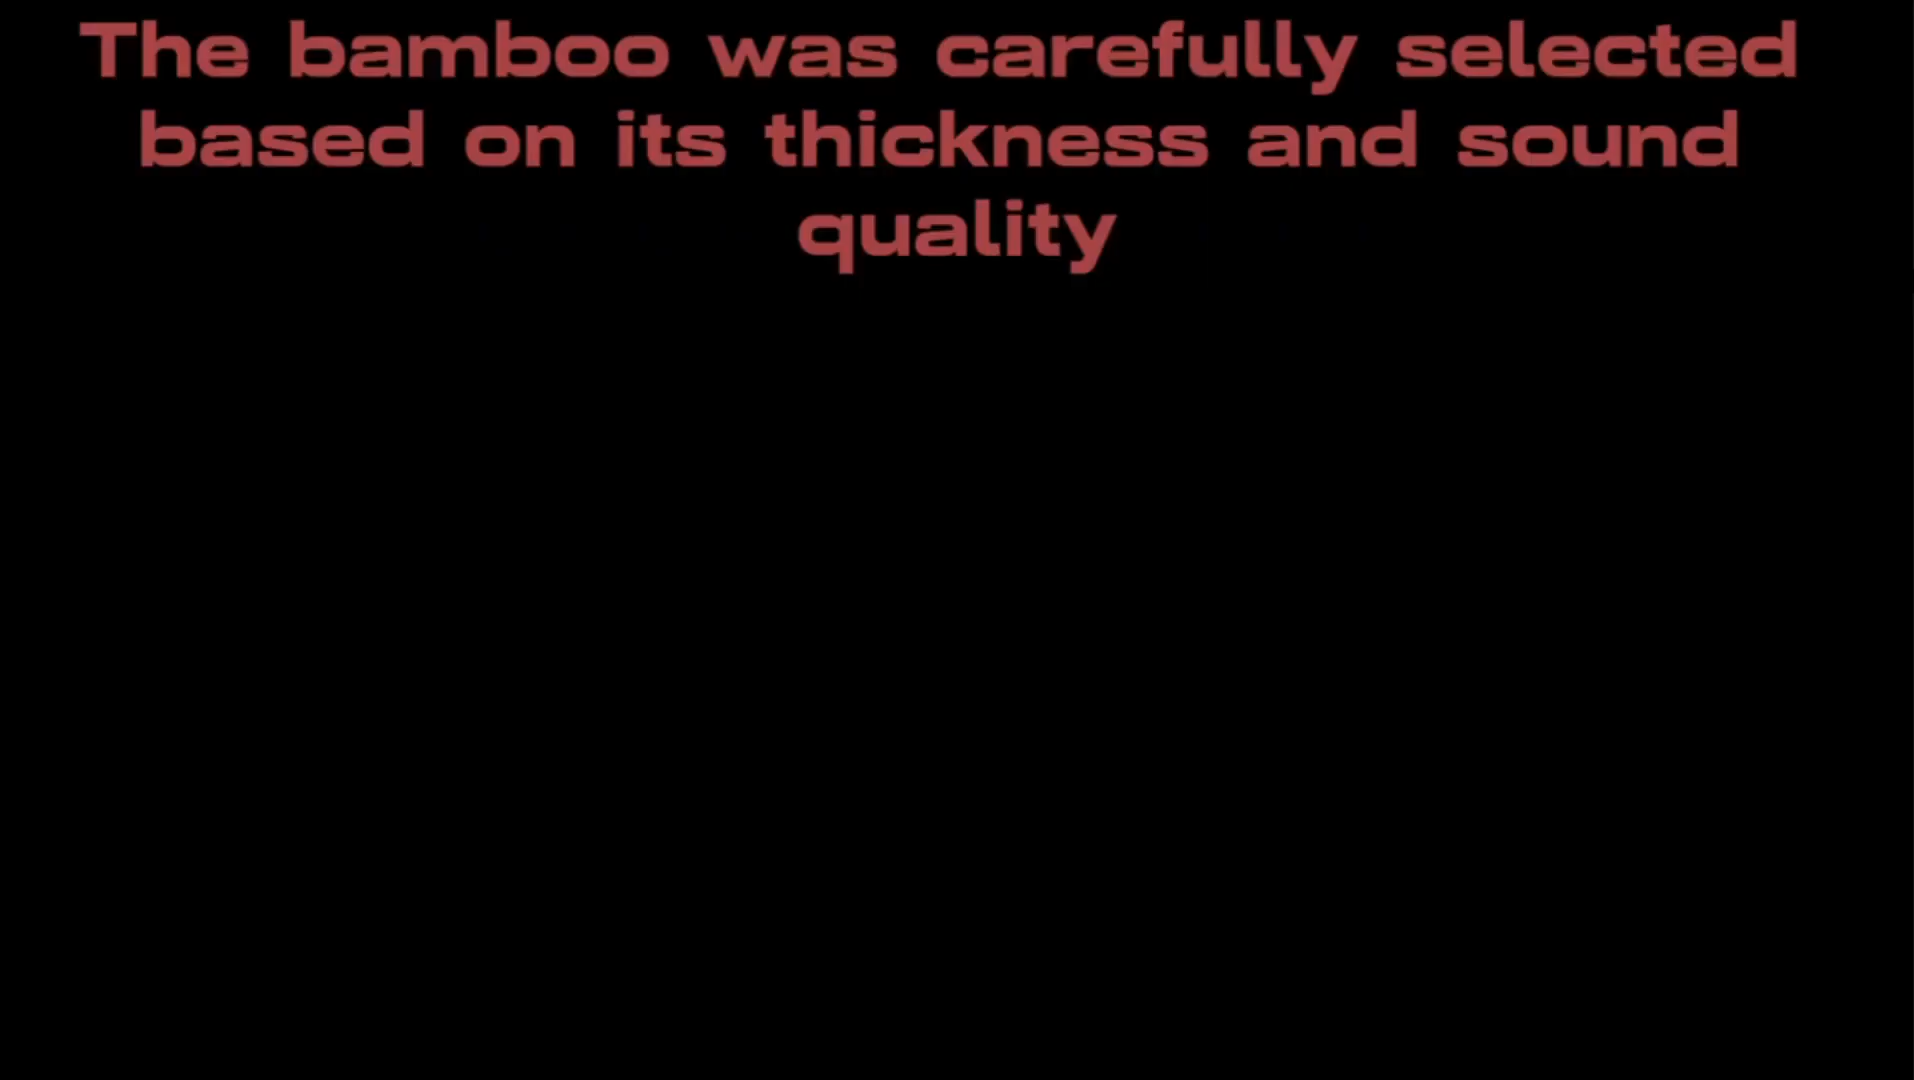 The bamboo was carefully selected
based on its thickness and sound
quality